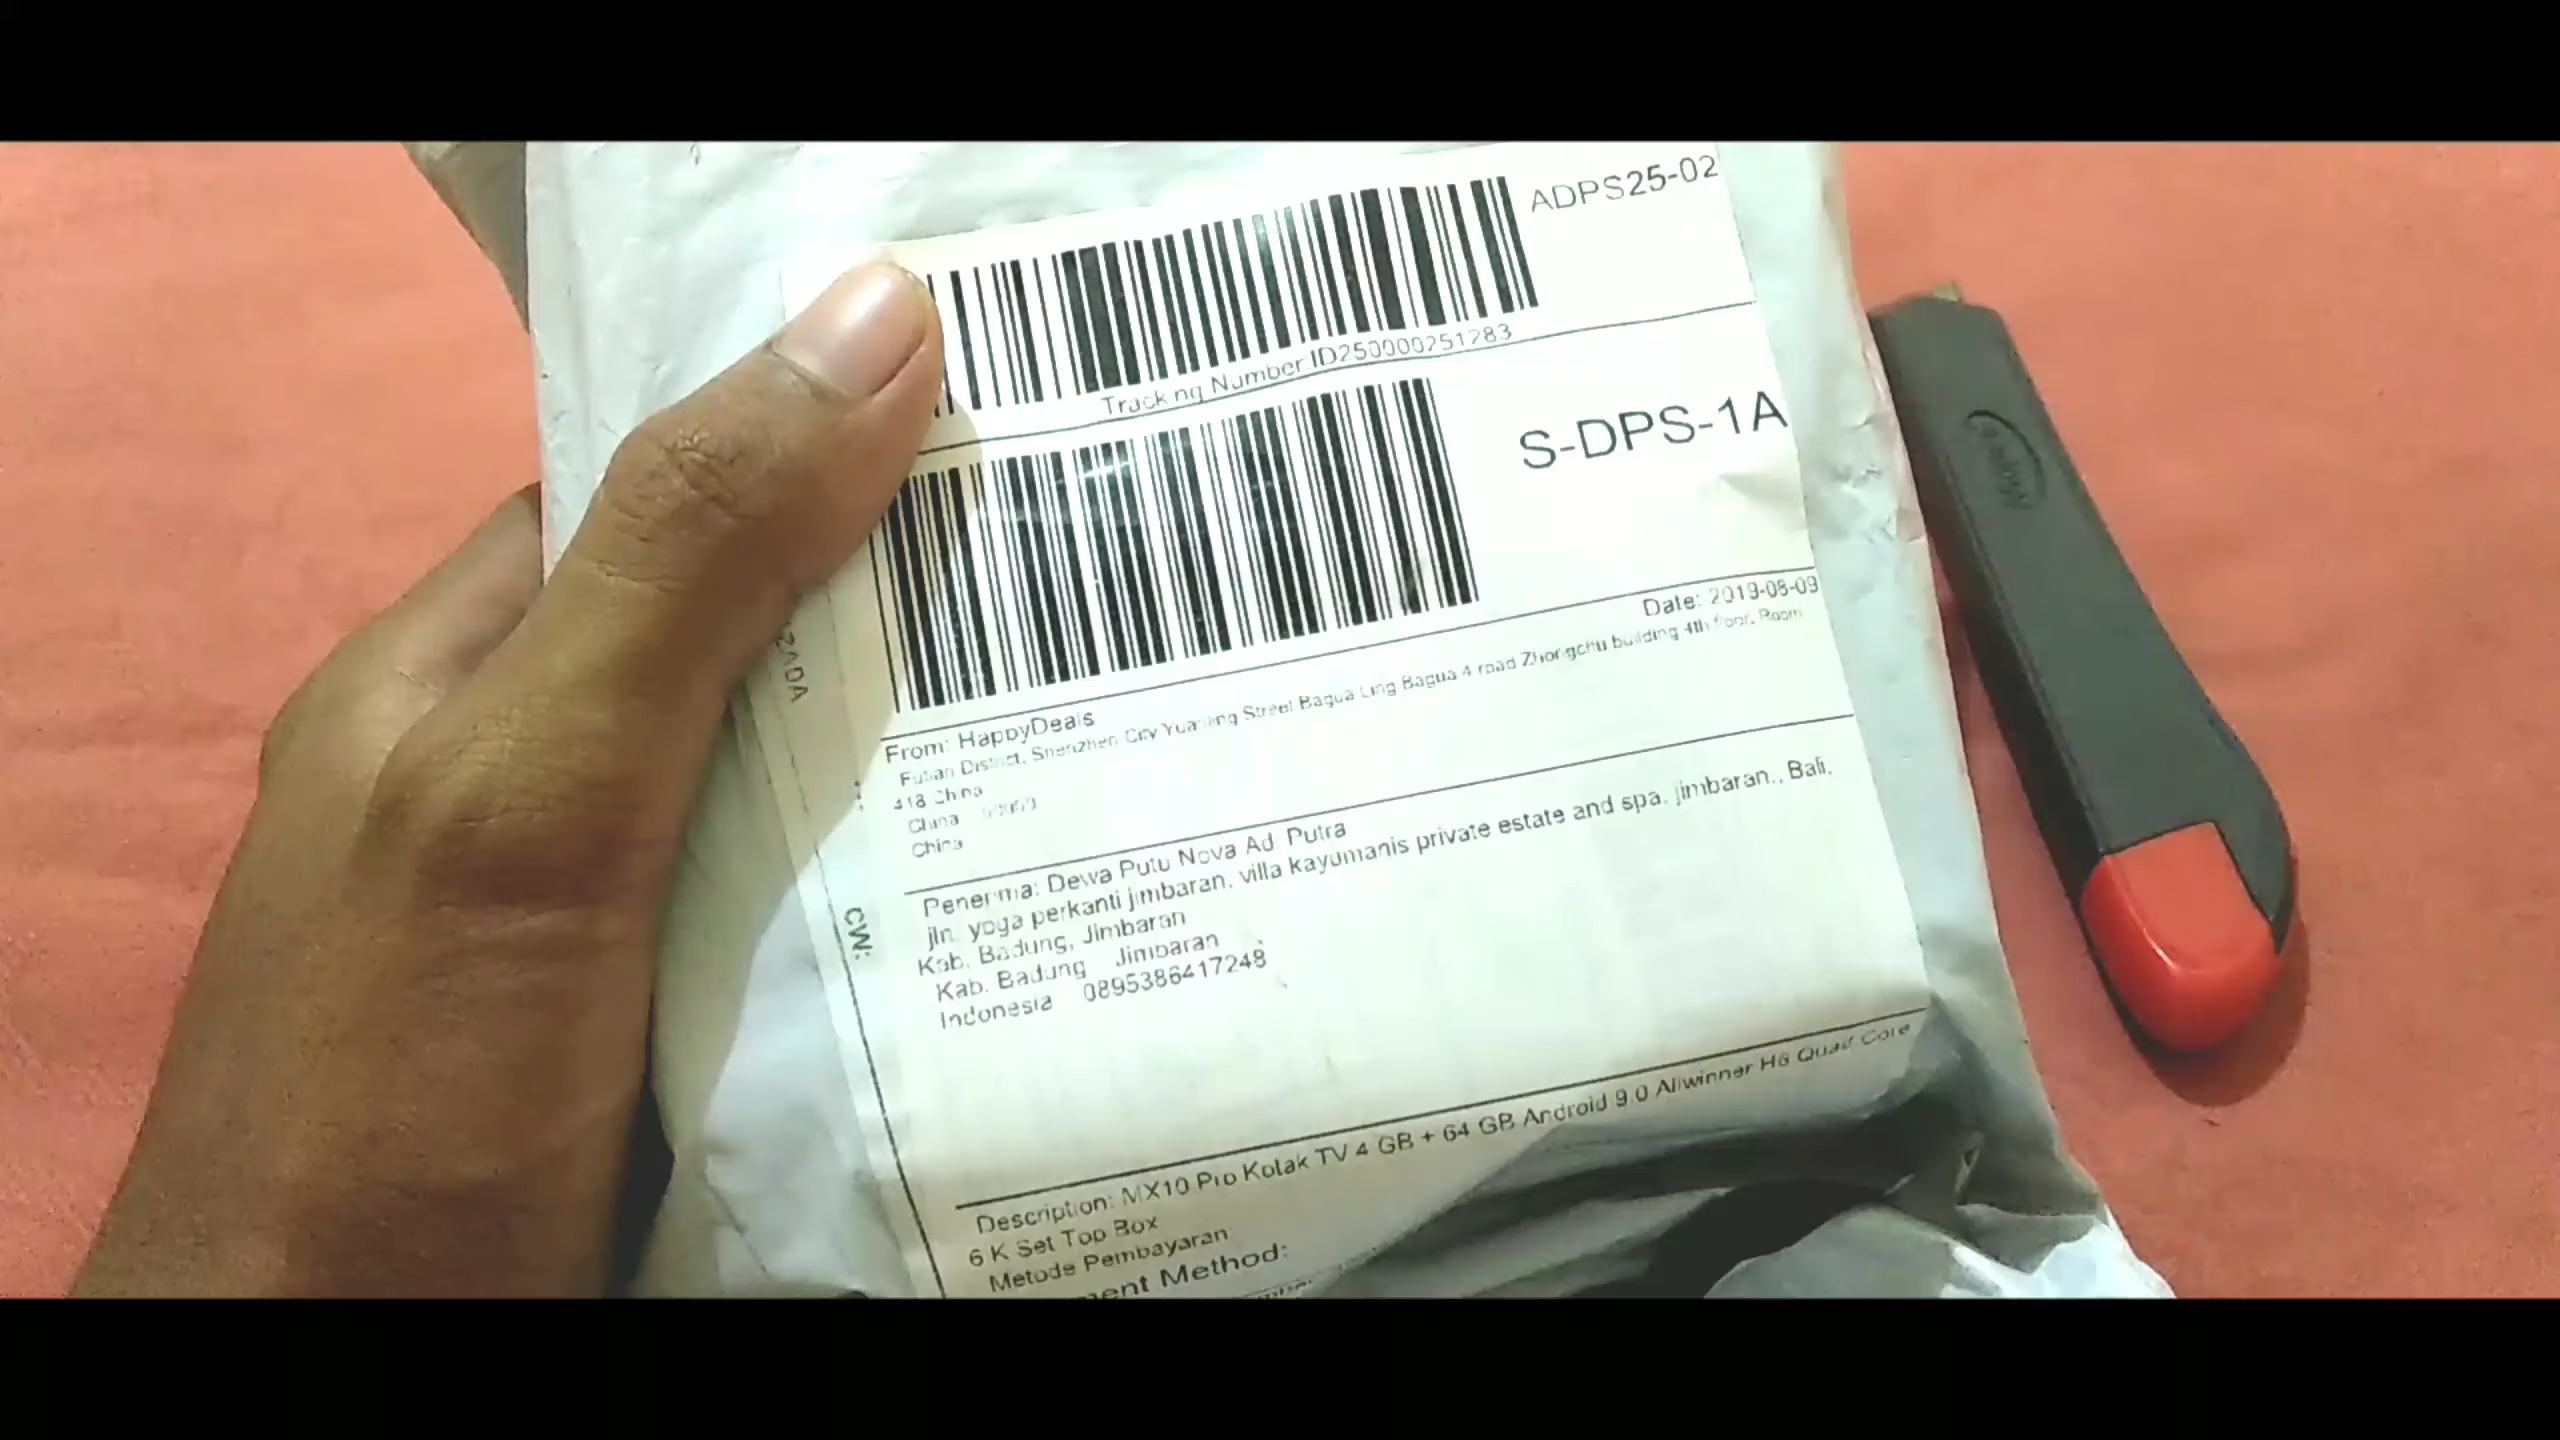 ADPS25-02
Tracking Number:ID250000251283
S-DPS-1A
Date: 2019-08-09
From: HappyDeals
Futian District, Shenzhen City Yuanling Street Bagua Ling Bagua 4 road Zhongchu building 4th floor, Room
418 China
China
China
Penerima: Dewa Putu Nova Adi Putra
jln. yoga perkanti jimbaran, villa kayumanis private estate and spa, jimbaran., Bali,
Kab. Badung, Jimbaran
Kab. Badung Jimbaran
Indonesia 0895386417248
CW:
Description: MX10 Pro Kotak TV 4 GB + 64 GB Android 9.0 Allwinner H6 Quad Core
6 K Set Top Box
Metode Pembayaran
ment Method: